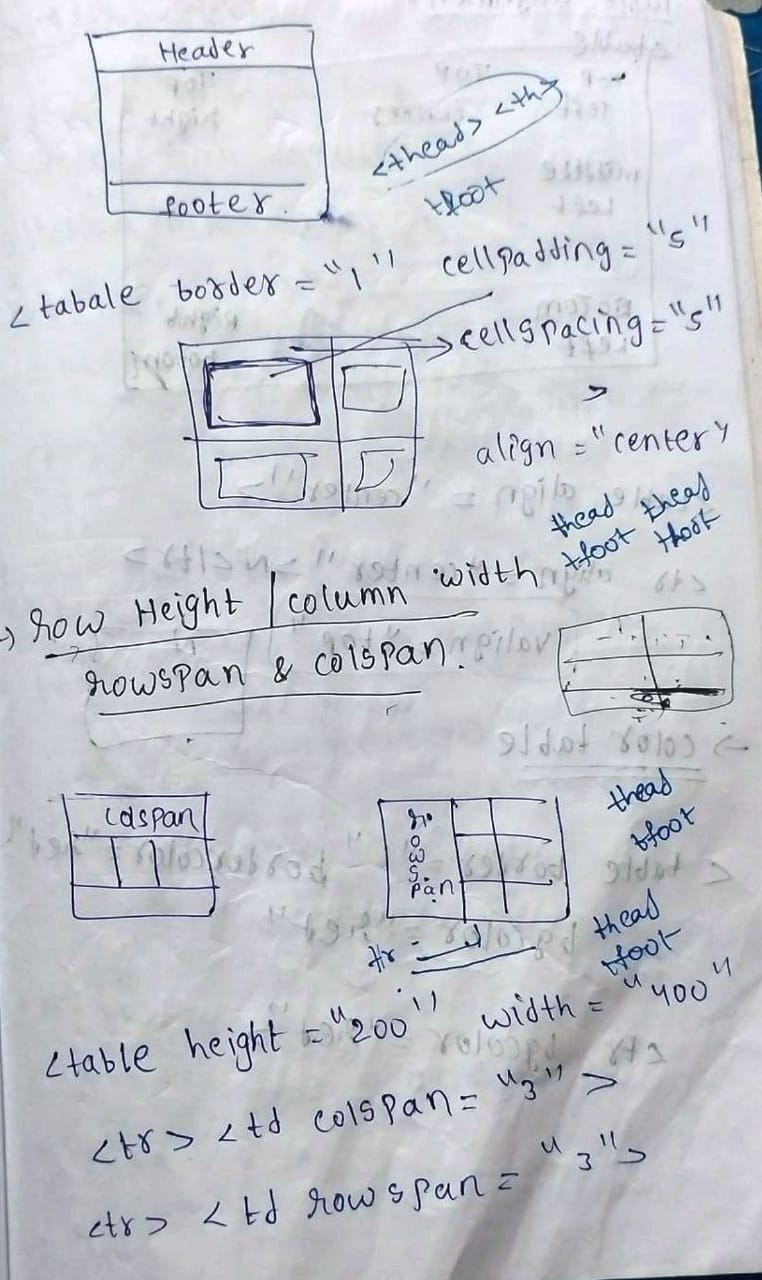 Header
<thead> <th>
footer.
tfoot
<tabale border = "1" cellpadding = "5"
cellspacing = "5"
>
align = "center"
thead thead
tfoot tfoot
→ row Height | column width
rowspan & colspan.
colspan
rowspan
thead
tfoot
thead
tfoot
<table height = "200" width = "400"
<tr> <td colspan = "3">
<tr> <td rowspan = "3">